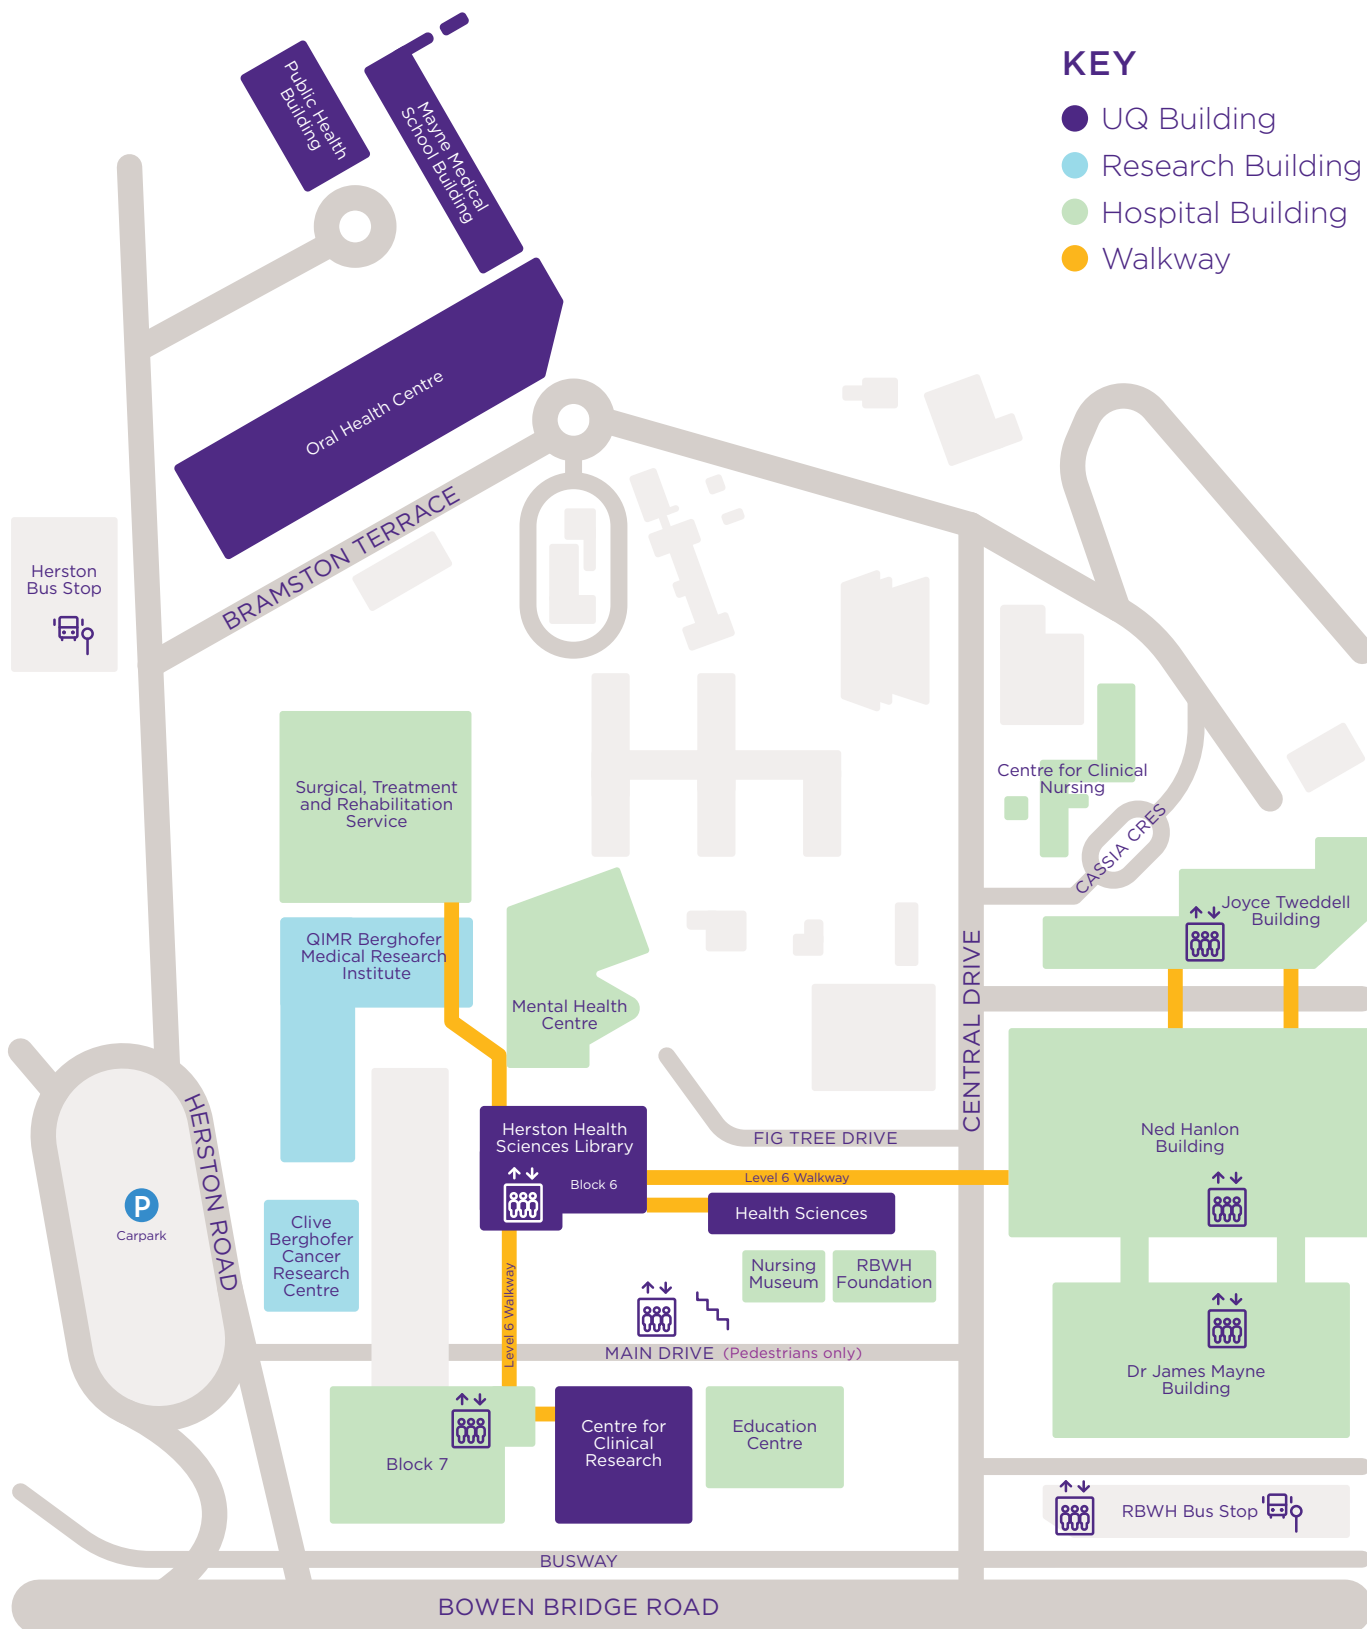 KEY
UQ Building
Research Building
Hospital Building
Walkway
Public Health
Building
Mayne Medical
School Building
Oral Health Centre
BRAMSTON TERRACE
Herston
Bus Stop
Surgical, Treatment
and Rehabilitation
Service
Centre for Clinical
Nursing
CASSIA CRES
Joyce Tweddell
Building
QIMR Berghofer
Medical Research
Institute
Mental Health
Centre
CENTRAL DRIVE
HERSTON ROAD
Herston Health
Sciences Library
Block 6
FIG TREE DRIVE
Level 6 Walkway
Ned Hanlon
Building
P
Carpark
Clive
Berghofer
Cancer
Research
Centre
Health Sciences
Nursing
Museum
RBWH
Foundation
Level 6 Walkway
MAIN DRIVE (Pedestrians only)
Dr James Mayne
Building
Block 7
Centre for
Clinical
Research
Education
Centre
RBWH Bus Stop
BUSWAY
BOWEN BRIDGE ROAD